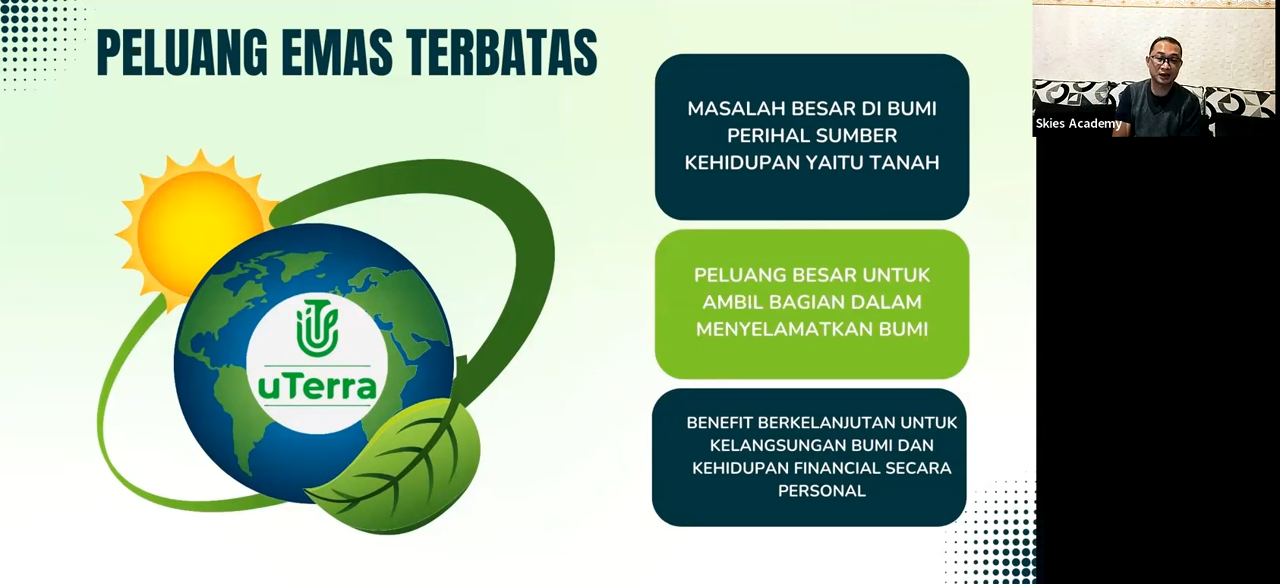 PELUANG EMAS TERBATAS
MASALAH BESAR DI BUMI
PERIHAL SUMBER
KEHIDUPAN YAITU TANAH
PELUANG BESAR UNTUK
AMBIL BAGIAN DALAM
MENYELAMATKAN BUMI
BENEFIT BERKELANJUTAN UNTUK
KELANGSUNGAN BUMI DAN
KEHIDUPAN FINANCIAL SECARA
PERSONAL
uTerra
Skies Academy